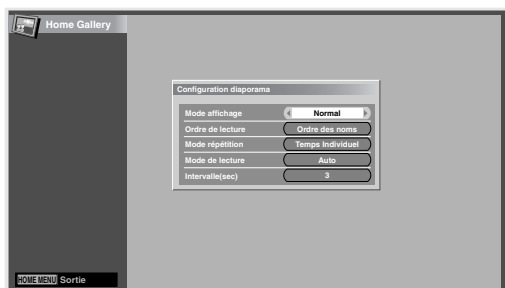 Home Gallery
Configuration diaporama
Mode affichage Normal
Ordre de lecture Ordre des noms
Mode répétition Temps Individuel
Mode de lecture Auto
Intervalle(sec) 3
HOME MENU Sortie